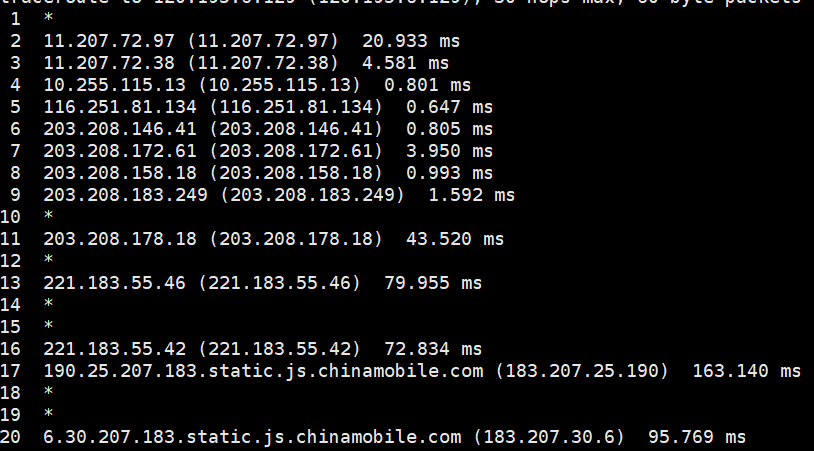 1 *
2 11.207.72.97 (11.207.72.97) 20.933 ms
3 11.207.72.38 (11.207.72.38) 4.581 ms
4 10.255.115.13 (10.255.115.13) 0.801 ms
5 116.251.81.134 (116.251.81.134) 0.647 ms
6 203.208.146.41 (203.208.146.41) 0.805 ms
7 203.208.172.61 (203.208.172.61) 3.950 ms
8 203.208.158.18 (203.208.158.18) 0.993 ms
9 203.208.183.249 (203.208.183.249) 1.592 ms
10 *
11 203.208.178.18 (203.208.178.18) 43.520 ms
12 *
13 221.183.55.46 (221.183.55.46) 79.955 ms
14 *
15 *
16 221.183.55.42 (221.183.55.42) 72.834 ms
17 190.25.207.183.static.js.chinamobile.com (183.207.25.190) 163.140 ms
18 *
19 *
20 6.30.207.183.static.js.chinamobile.com (183.207.30.6) 95.769 ms